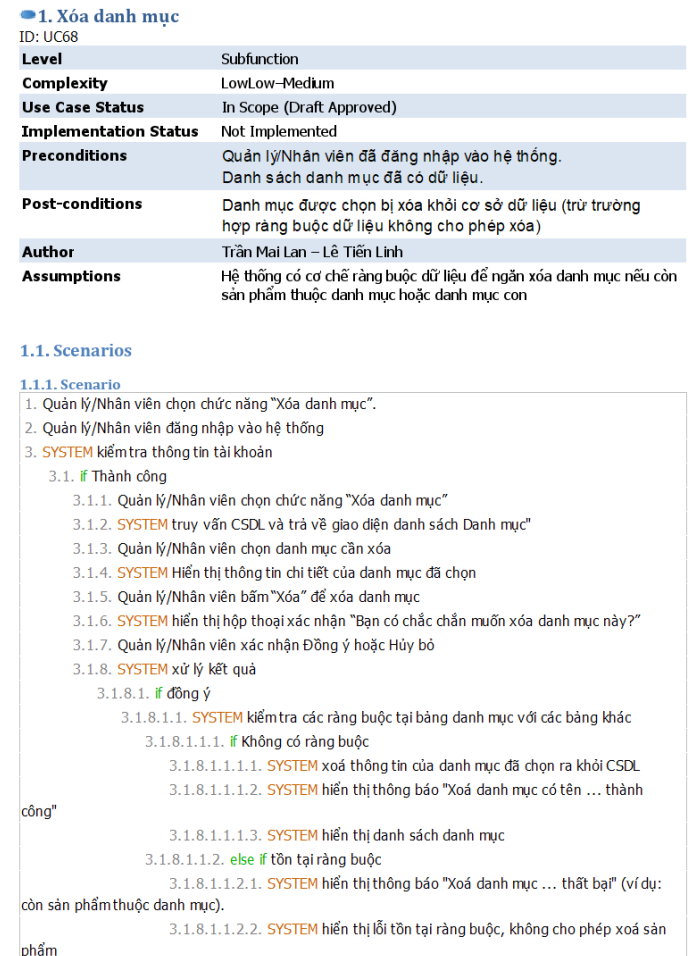 1. Xóa danh mục
ID: UC68
Level Subfunction
Complexity LowLow–Medium
Use Case Status In Scope (Draft Approved)
Implementation Status Not Implemented
Preconditions Quản lý/Nhân viên đã đăng nhập vào hệ thống.
Danh sách danh mục đã có dữ liệu.
Post-conditions Danh mục được chọn bị xóa khỏi cơ sở dữ liệu (trừ trường
hợp ràng buộc dữ liệu không cho phép xóa)
Author Trần Mai Lan – Lê Tiến Linh
Assumptions Hệ thống có cơ chế ràng buộc dữ liệu để ngăn xóa danh mục nếu còn
sản phẩm thuộc danh mục hoặc danh mục con
1.1. Scenarios
1.1.1. Scenario
1. Quản lý/Nhân viên chọn chức năng “Xóa danh mục”.
2. Quản lý/Nhân viên đăng nhập vào hệ thống
3. SYSTEM kiểm tra thông tin tài khoản
3.1. if Thành công
3.1.1. Quản lý/Nhân viên chọn chức năng “Xóa danh mục”
3.1.2. SYSTEM truy vấn CSDL và trả về giao diện danh sách Danh mục"
3.1.3. Quản lý/Nhân viên chọn danh mục cần xóa
3.1.4. SYSTEM Hiển thị thông tin chi tiết của danh mục đã chọn
3.1.5. Quản lý/Nhân viên bấm “Xóa” để xóa danh mục
3.1.6. SYSTEM hiển thị hộp thoại xác nhận “Bạn có chắc chắn muốn xóa danh mục này?”
3.1.7. Quản lý/Nhân viên xác nhận Đồng ý hoặc Hủy bỏ
3.1.8. SYSTEM xử lý kết quả
3.1.8.1. if đồng ý
3.1.8.1.1. SYSTEM kiểm tra các ràng buộc tại bảng danh mục với các bảng khác
3.1.8.1.1.1. if Không có ràng buộc
3.1.8.1.1.1.1. SYSTEM xoá thông tin của danh mục đã chọn ra khỏi CSDL
3.1.8.1.1.1.2. SYSTEM hiển thị thông báo "Xoá danh mục có tên ... thành
công"
3.1.8.1.1.1.3. SYSTEM hiển thị danh sách danh mục
3.1.8.1.1.2. else if tồn tại ràng buộc
3.1.8.1.1.2.1. SYSTEM hiển thị thông báo "Xoá danh mục ... thất bại" (ví dụ:
còn sản phẩm thuộc danh mục).
3.1.8.1.1.2.2. SYSTEM hiển thị lỗi tồn tại ràng buộc, không cho phép xoá sản
phẩm